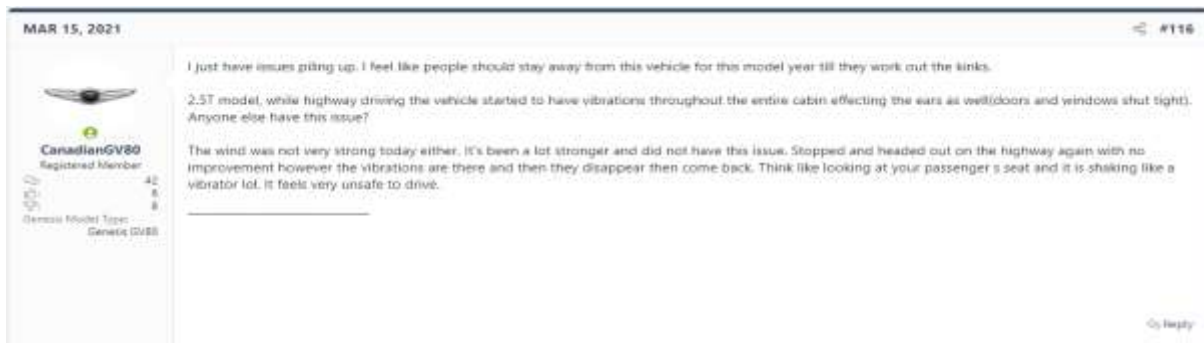 MAR 15, 2021
#116
I just have issues piling up. I feel like people should stay away from this vehicle for this model year till they work out the kinks.
2.5T model, while highway driving the vehicle started to have vibrations throughout the entire cabin effecting the ears as well(doors and windows shut tight).
Anyone else have this issue?
CanadianGV80
Registered Member
The wind was not very strong today either. It's been a lot stronger and did not have this issue. Stopped and headed out on the highway again with no
improvement however the vibrations are there and then they disappear then come back. Think like looking at your passenger s seat and it is shaking like a
vibrator lol. It feels very unsafe to drive.
42
6
8
Genesis Model Type:
Genesis GV80
Reply